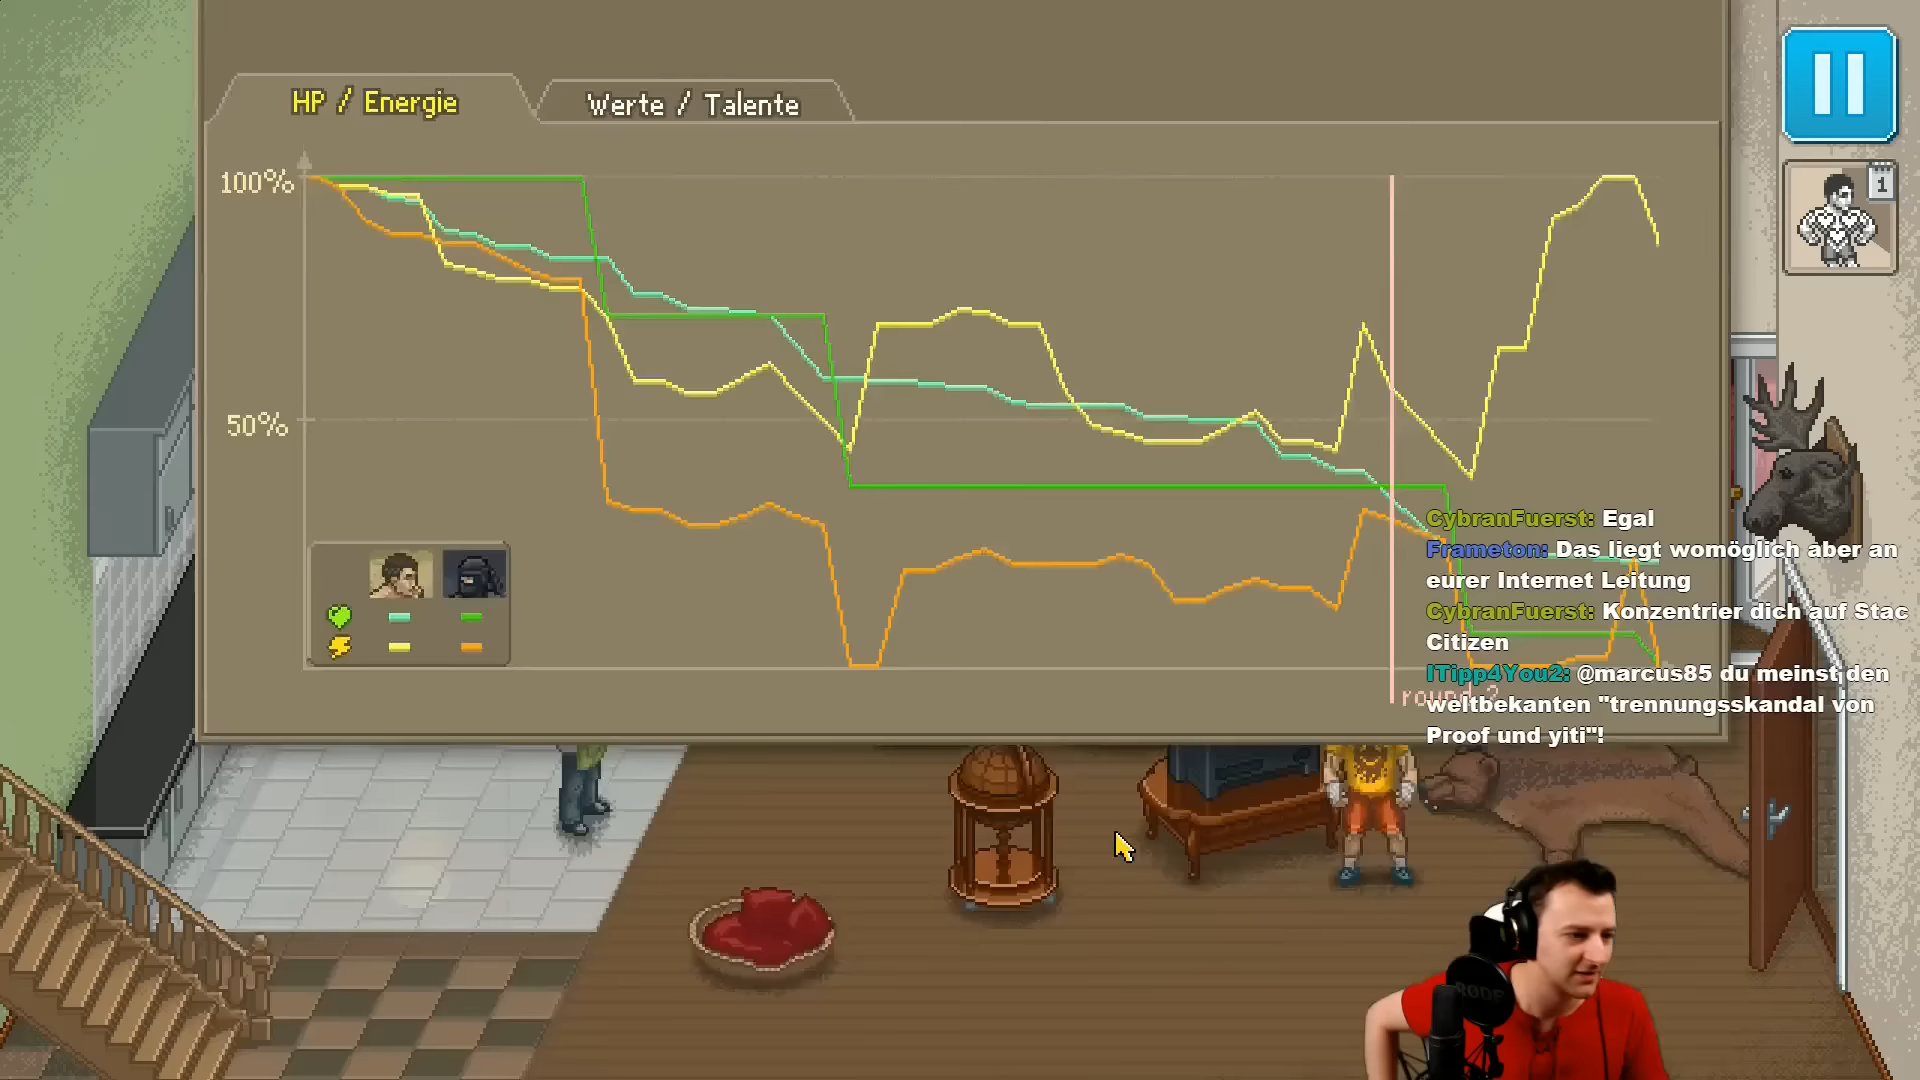 HP / Energie
Werte / Talente
100%
1
50%
CybranFuerst: Egal
Frameton: Das liegt womöglich aber an
eurer Internet Leitung
CybranFuerst: Konzentrier dich auf Stac
Citizen
ITipp4You2: @marcus85 du meinst den
weltbekanten "trennungsskandal von
Proof und yiti"!
RØDE